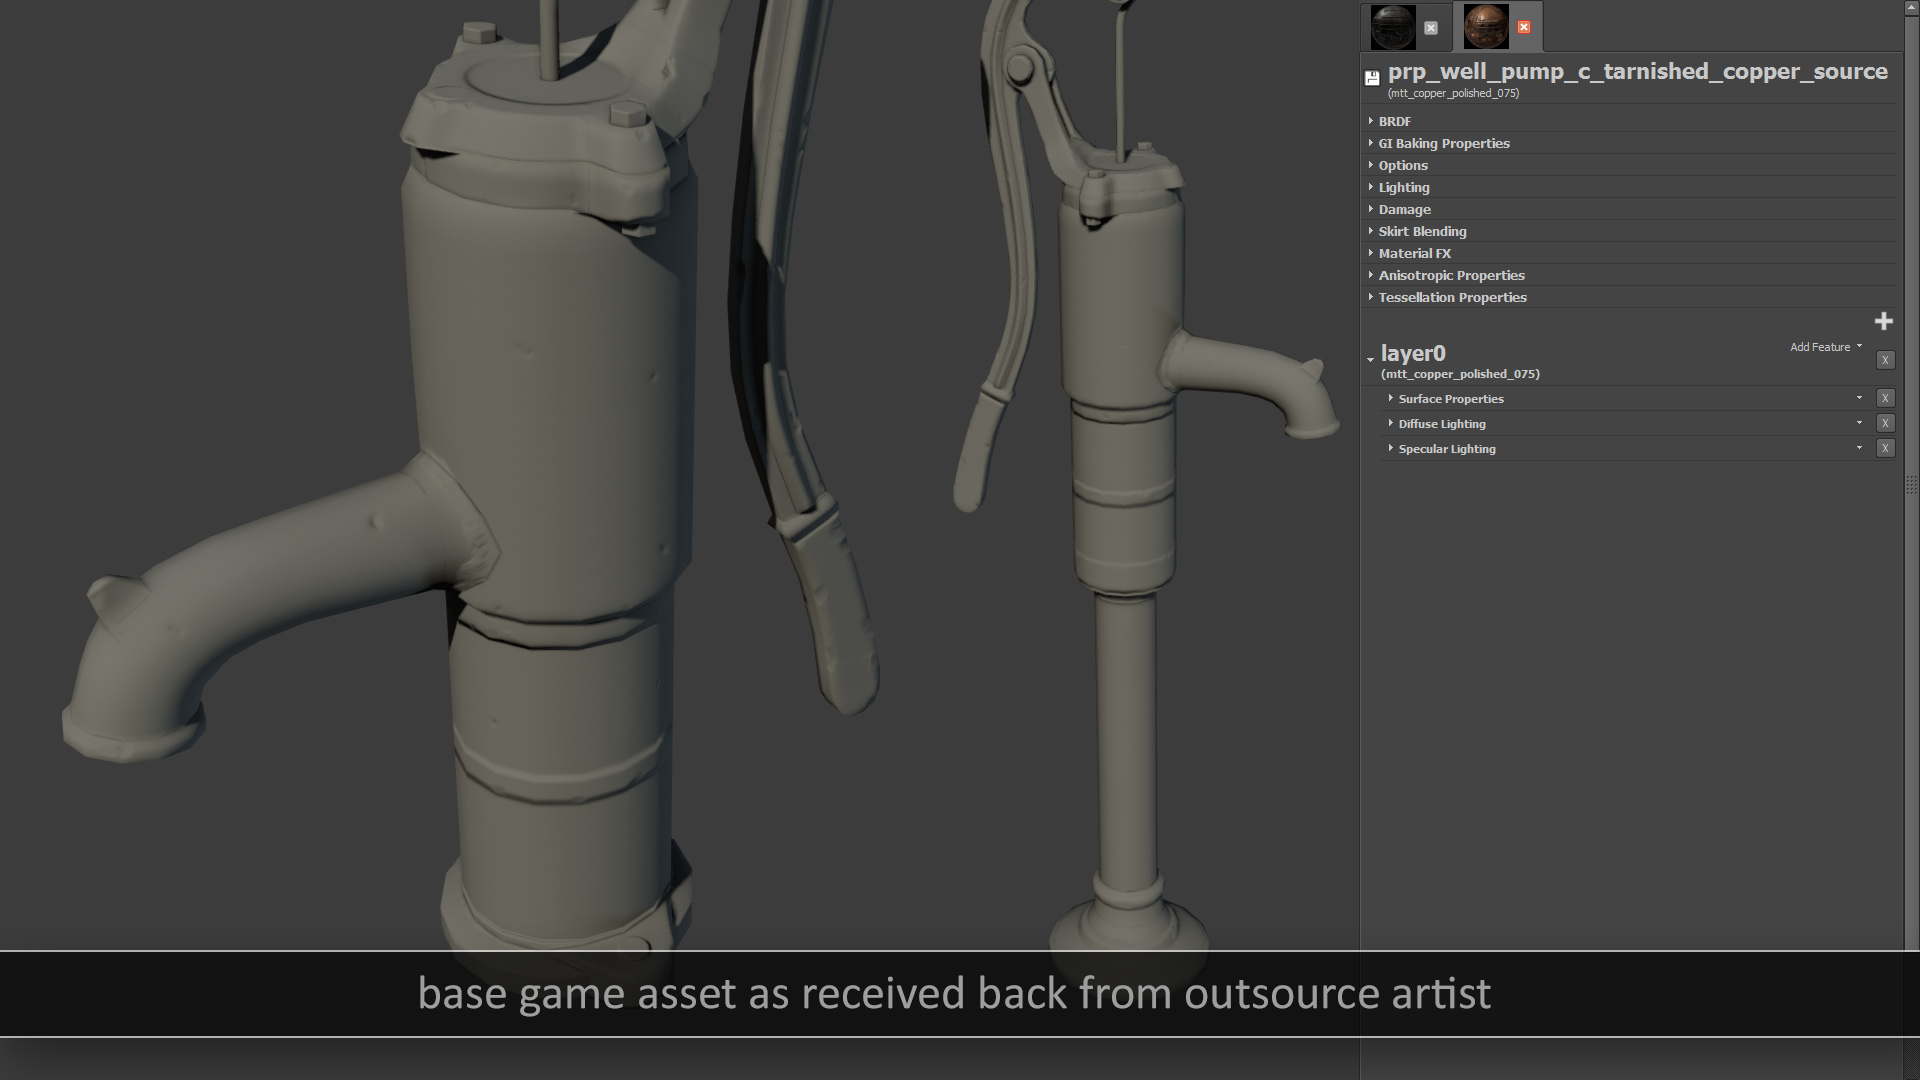 prp_well_pump_c_tarnished_copper_source
(mtt_copper_polished_075)
BRDF
GI Baking Properties
Options
Lighting
Damage
Skirt Blending
Material FX
Anisotropic Properties
Tessellation Properties
layer0
Add Feature
X
(mtt_copper_polished_075)
Surface Properties X
Diffuse Lighting X
Specular Lighting X
base game asset as received back from outsource artist